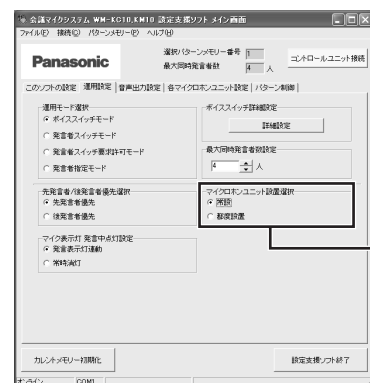 会議マイクシステム WM-KC10,KM10 設定支援ソフト メイン画面
ファイル(F) 接続(C) パターンメモリー(P) ヘルプ(H)
Panasonic
選択パターンメモリー番号 1
最大同時発言者数 4 人
コントロールユニット接続
このソフトの設定 運用設定 音声出力設定 各マイクロホンユニット設定 パターン制御
運用モード選択
ボイススイッチモード
発言者スイッチモード
発言者スイッチ要求許可モード
発言者指定モード
ボイススイッチ詳細設定
詳細設定
最大同時発言者数設定
4 人
先発言者/後発言者優先選択
先発言者優先
後発言者優先
マイクロホンユニット設置選択
常設
都度設置
マイク表示灯 発言中点灯設定
発言表示灯連動
常時消灯
カレントメモリー初期化
設定支援ソフト終了
オンライン COM1